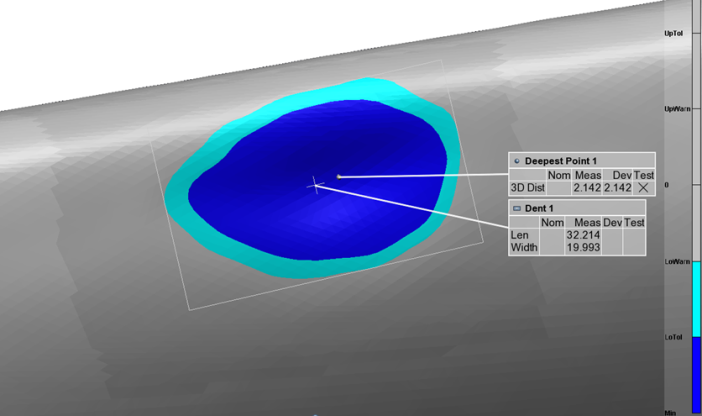 UpTol
UpWarn
Deepest Point 1
Nom Meas Dev Test
3D Dist 2.142 2.142
0
Dent 1
Nom Meas Dev Test
Len 32.214
Width 19.993
LoWarn
LoTol
Min